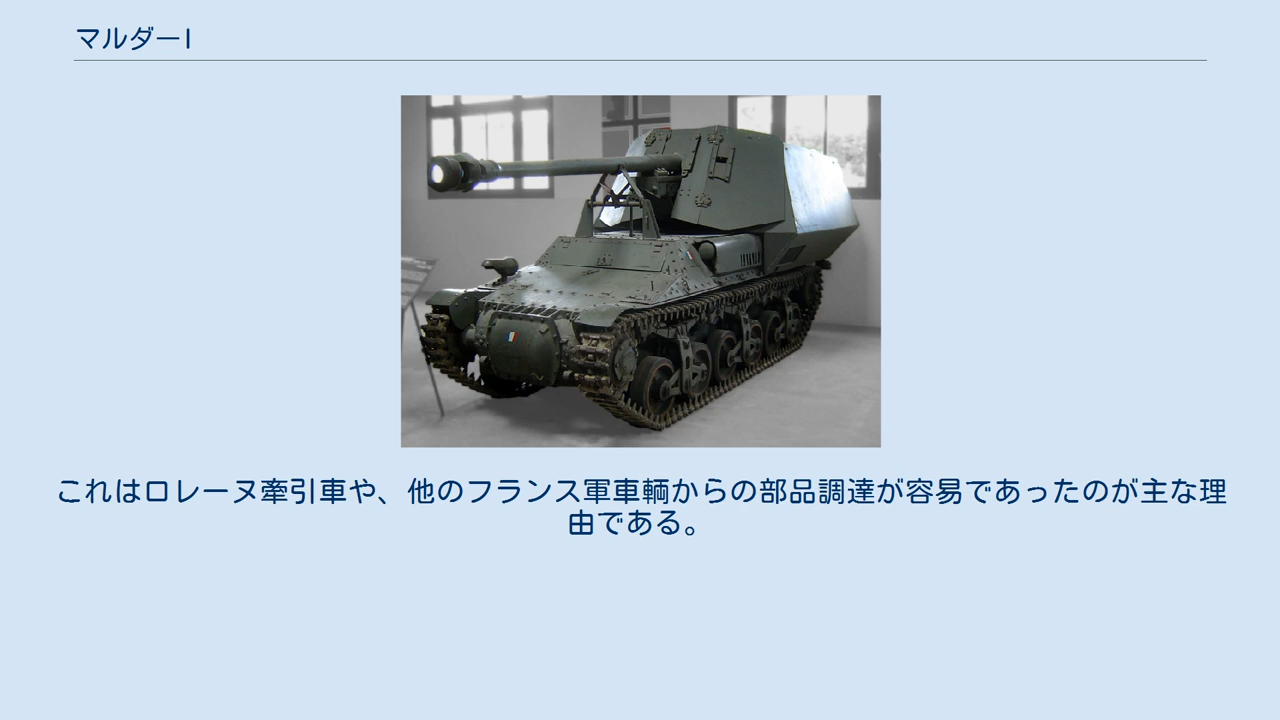 マルダーI
これはロレーヌ牽引車や、他のフランス軍車輌からの部品調達が容易であったのが主な理
由である。